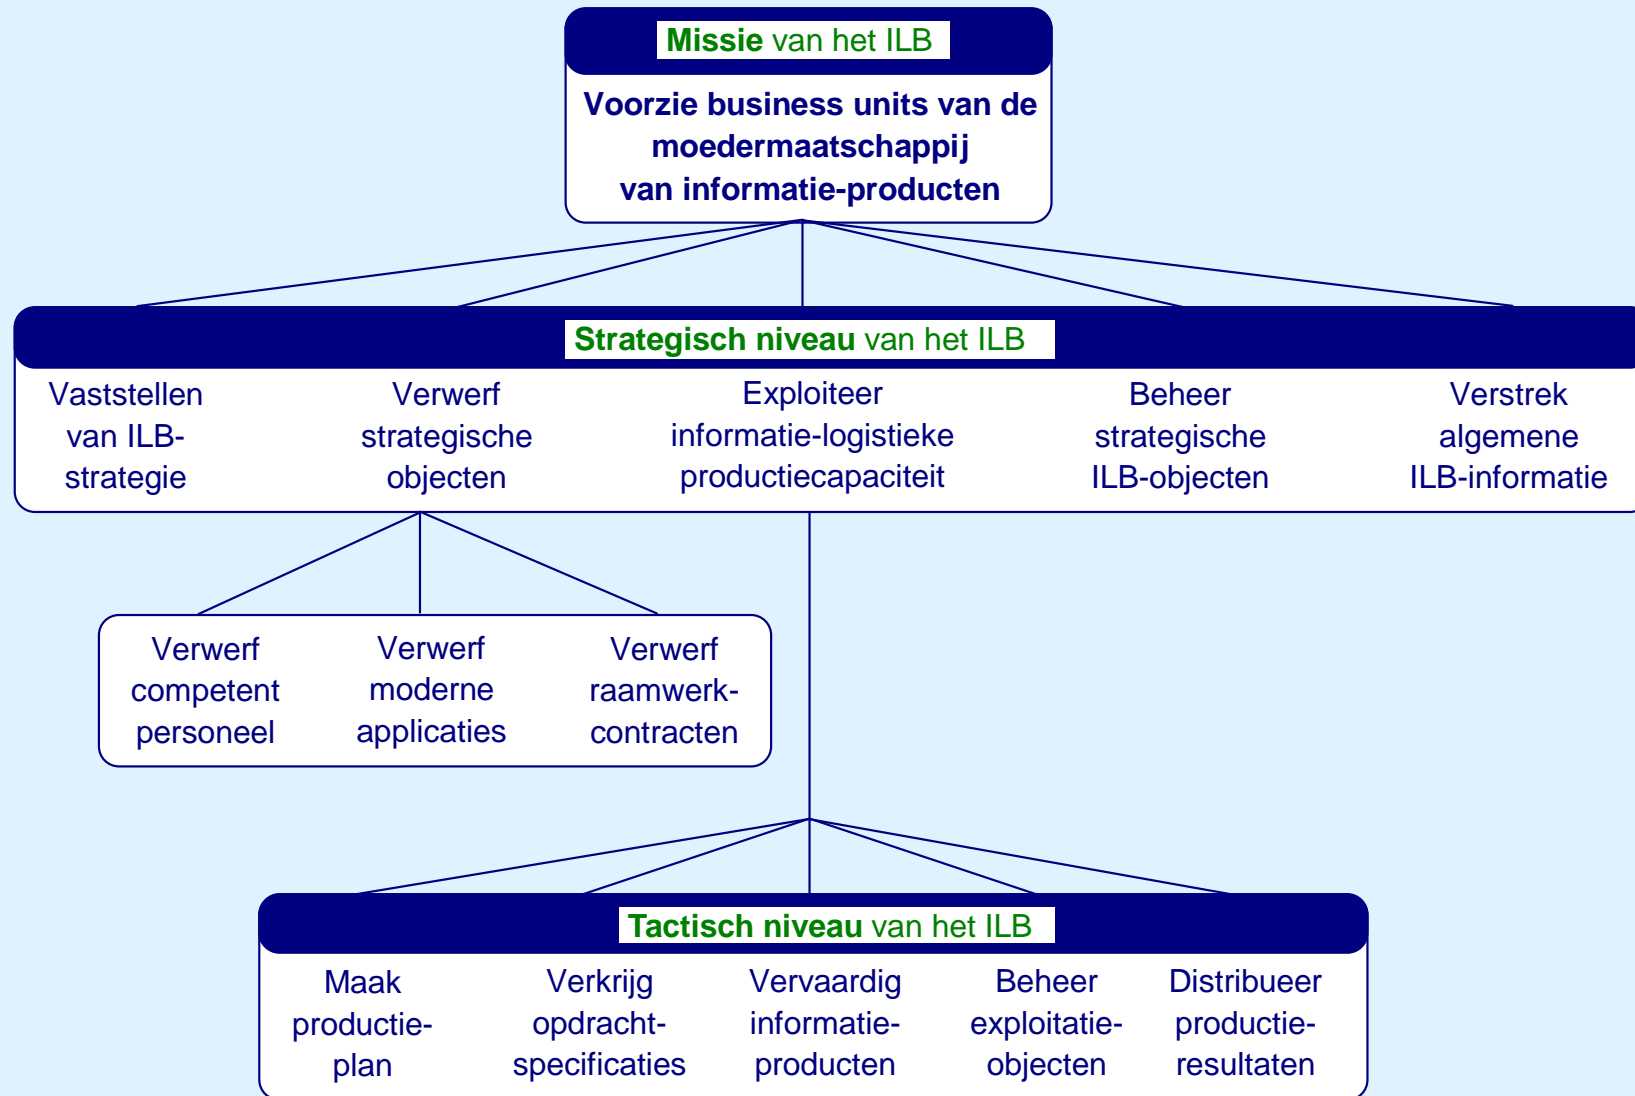 Missie van het ILB
Voorzie business units van de
moedermaatschappij
van informatie-producten
Strategisch niveau van het ILB
Vaststellen
van ILB-
strategie
Verwerf
strategische
objecten
Exploiteer
informatie-logistieke
productiecapaciteit
Beheer
strategische
ILB-objecten
Verstrek
algemene
ILB-informatie
Verwerf
competent
personeel
Verwerf
moderne
applicaties
Verwerf
raamwerk-
contracten
Tactisch niveau van het ILB
Maak
productie-
plan
Verkrijg
opdracht-
specificaties
Vervaardig
informatie-
producten
Beheer
exploitatie-
objecten
Distribueer
productie-
resultaten